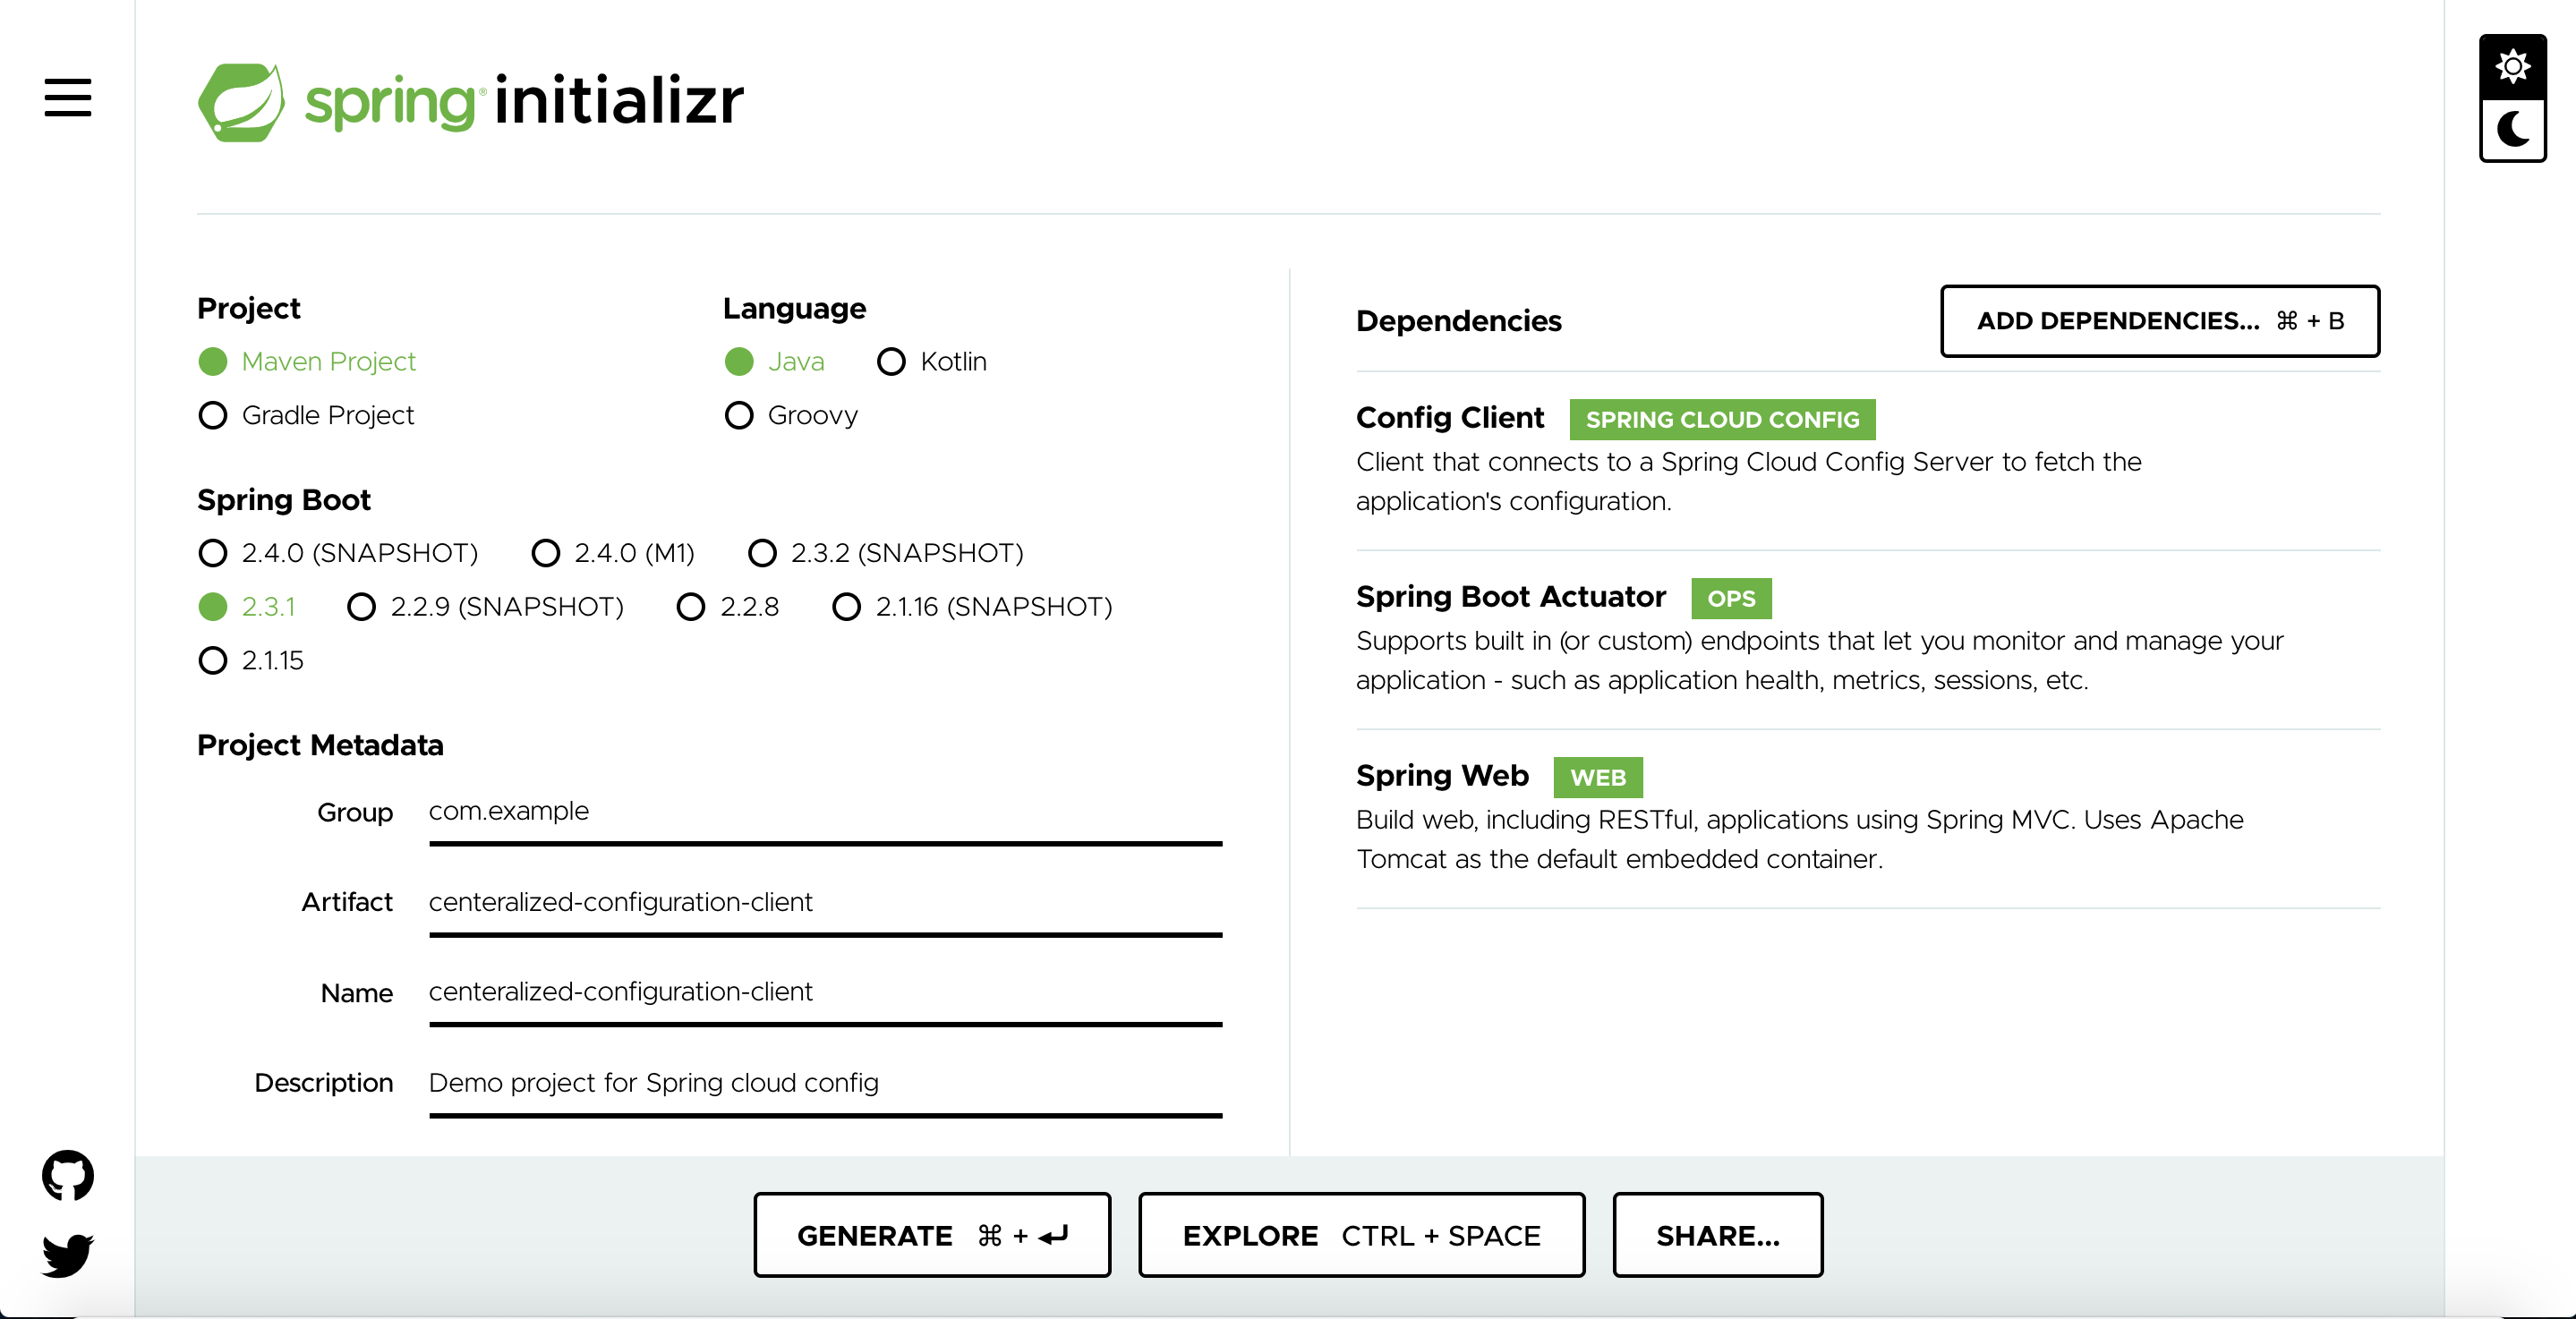 spring® initializr
Project
Maven Project
Gradle Project
Language
Java Kotlin
Groovy
Spring Boot
2.4.0 (SNAPSHOT) 2.4.0 (M1) 2.3.2 (SNAPSHOT)
2.3.1 2.2.9 (SNAPSHOT) 2.2.8 2.1.16 (SNAPSHOT)
2.1.15
Project Metadata
Group com.example
Artifact centeralized-configuration-client
Name centeralized-configuration-client
Description Demo project for Spring cloud config
Dependencies
ADD DEPENDENCIES... ⌘ + B
Config Client SPRING CLOUD CONFIG
Client that connects to a Spring Cloud Config Server to fetch the
application's configuration.
Spring Boot Actuator OPS
Supports built in (or custom) endpoints that let you monitor and manage your
application - such as application health, metrics, sessions, etc.
Spring Web WEB
Build web, including RESTful, applications using Spring MVC. Uses Apache
Tomcat as the default embedded container.
GENERATE ⌘ + ↵
EXPLORE CTRL + SPACE
SHARE...